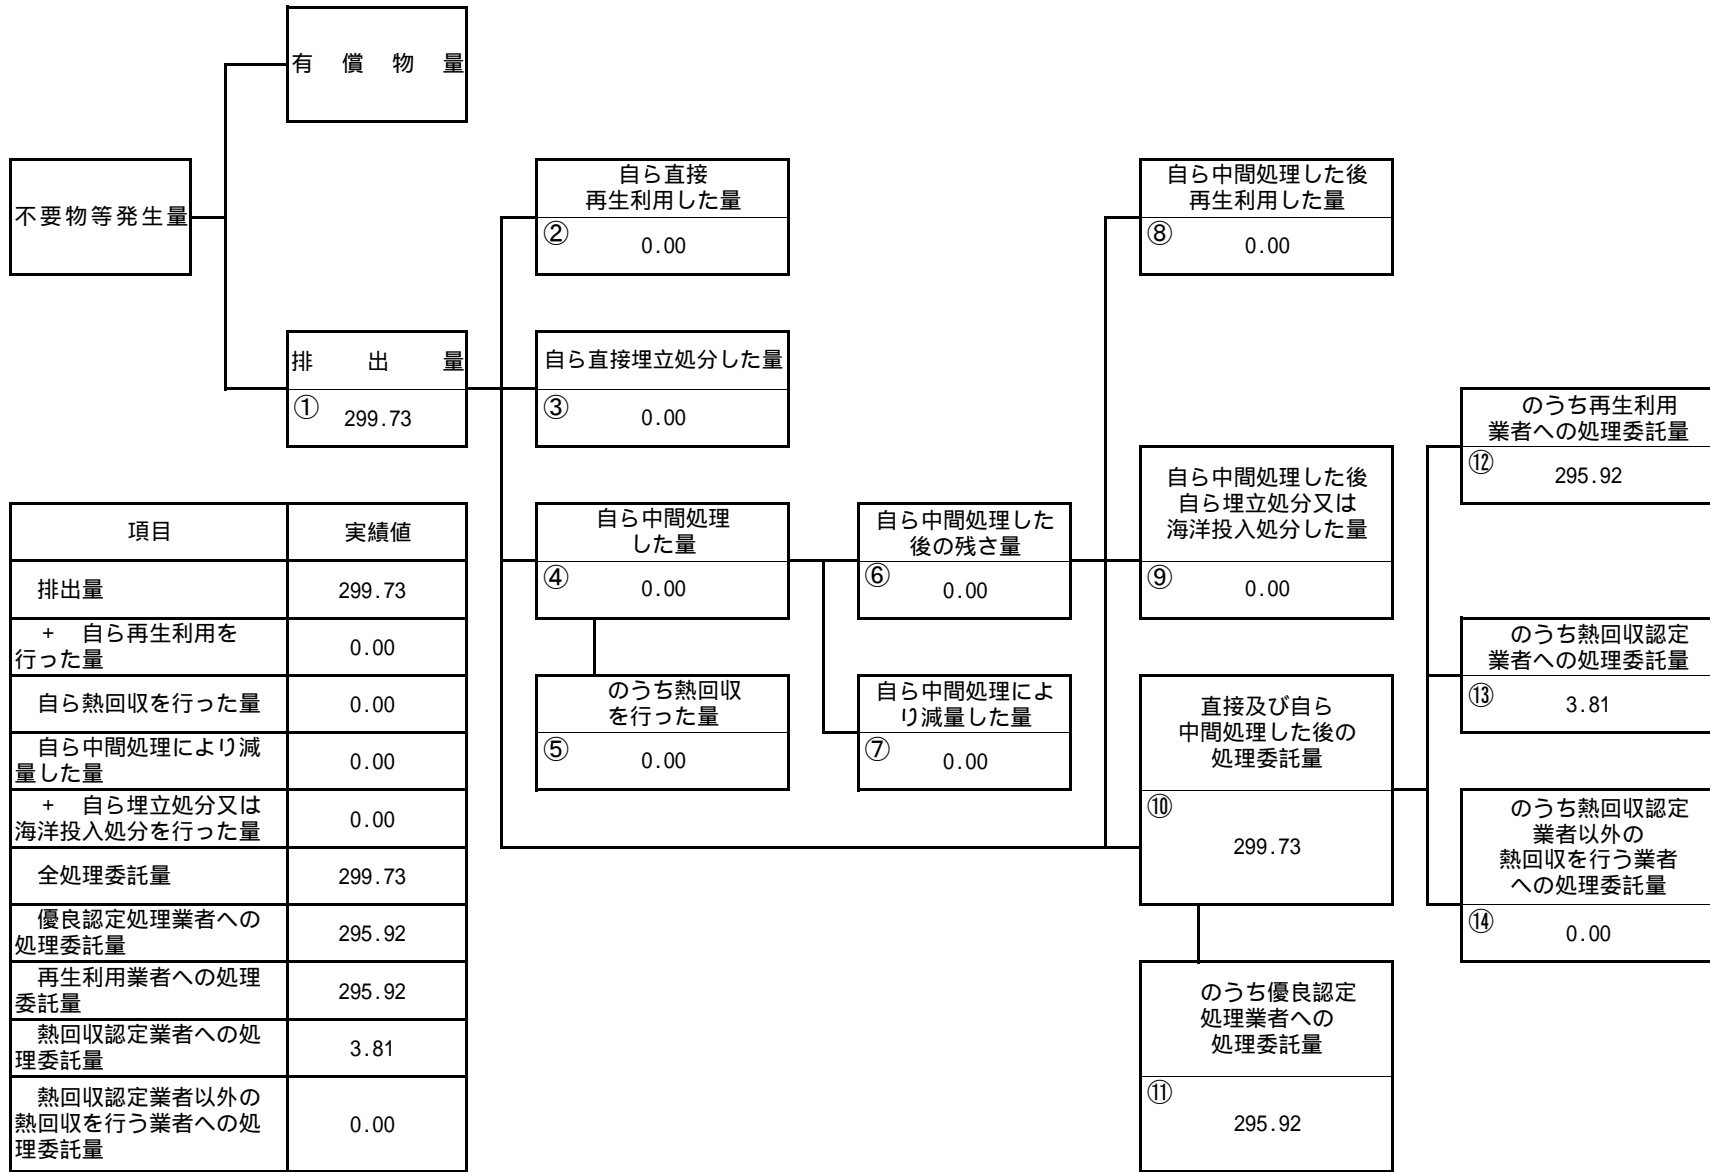 有償物量
不要物等発生量
排出量
① 299.73
自ら直接
再生利用した量
② 0.00
自ら直接埋立処分した量
③ 0.00
自ら中間処理
した量
④ 0.00
のうち熱回収
を行った量
⑤ 0.00
自ら中間処理した
後の残さ量
⑥ 0.00
自ら中間処理によ
り減量した量
⑦ 0.00
自ら中間処理した後
再生利用した量
⑧ 0.00
自ら中間処理した後
自ら埋立処分又は
海洋投入処分した量
⑨ 0.00
直接及び自ら
中間処理した後の
処理委託量
⑩
299.73
のうち優良認定
処理業者への
処理委託量
⑪
295.92
のうち再生利用
業者への処理委託量
⑫ 295.92
のうち熱回収認定
業者への処理委託量
⑬ 3.81
のうち熱回収認定
業者以外の
熱回収を行う業者
への処理委託量
⑭ 0.00
項目 実績値
排出量 299.73
+ 自ら再生利用を
行った量 0.00
自ら熱回収を行った量 0.00
自ら中間処理により減
量した量 0.00
+ 自ら埋立処分又は
海洋投入処分を行った量 0.00
全処理委託量 299.73
優良認定処理業者への
処理委託量 295.92
再生利用業者への処理
委託量 295.92
熱回収認定業者への処
理委託量 3.81
熱回収認定業者以外の
熱回収を行う業者への処
理委託量 0.00